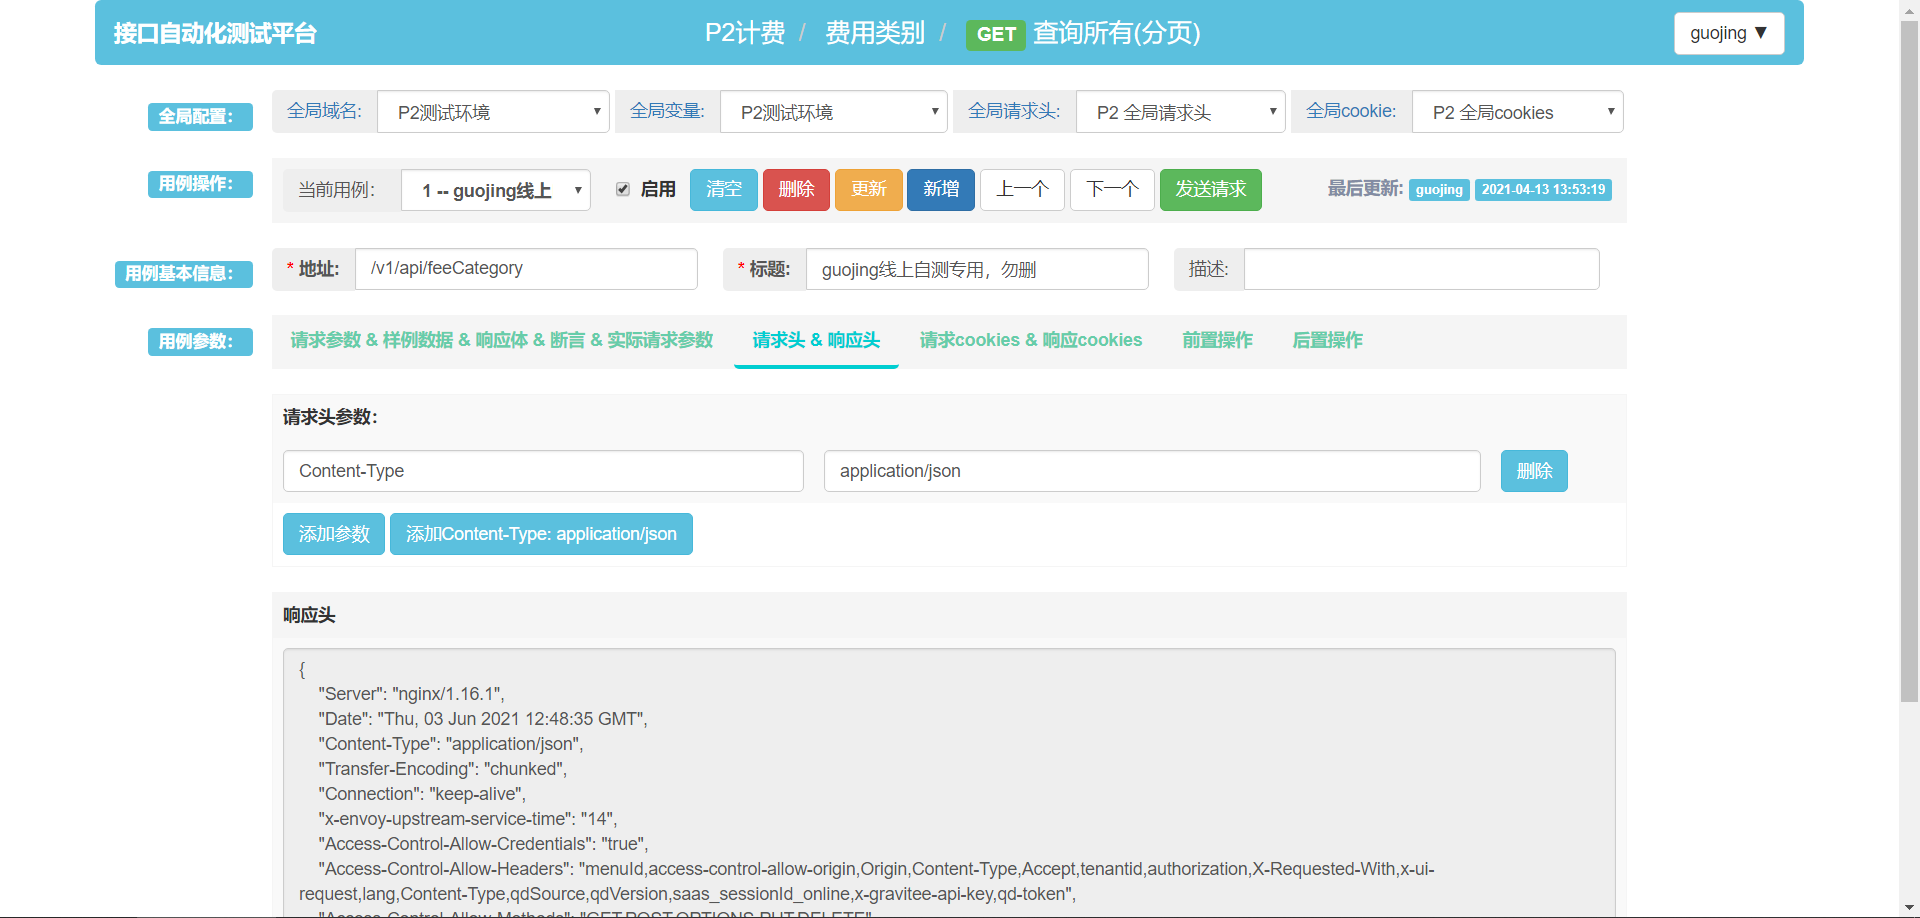 接口自动化测试平台 P2计费 / 费用类别 / GET 查询所有(分页) guojing ▼
全局配置： 全局域名: P2测试环境 全局变量: P2测试环境 全局请求头: P2 全局请求头 全局cookie: P2 全局cookies
用例操作： 当前用例： 1 -- guojing线上 启用 清空 删除 更新 新增 上一个 下一个 发送请求 最后更新: guojing 2021-04-13 13:53:19
用例基本信息： * 地址: /v1/api/feeCategory * 标题: guojing线上自测专用，勿删 描述:
用例参数： 请求参数 & 样例数据 & 响应体 & 断言 & 实际请求参数 请求头 & 响应头 请求cookies & 响应cookies 前置操作 后置操作
请求头参数：
Content-Type application/json 删除
添加参数 添加Content-Type: application/json
响应头
{
"Server": "nginx/1.16.1",
"Date": "Thu, 03 Jun 2021 12:48:35 GMT",
"Content-Type": "application/json",
"Transfer-Encoding": "chunked",
"Connection": "keep-alive",
"x-envoy-upstream-service-time": "14",
"Access-Control-Allow-Credentials": "true",
"Access-Control-Allow-Headers": "menuId,access-control-allow-origin,Origin,Content-Type,Accept,tenantid,authorization,X-Requested-With,x-ui-
request,lang,Content-Type,qdSource,qdVersion,saas_sessionId_online,x-gravitee-api-key,qd-token",
"Access-Control-Allow-Methods": "GET,POST,OPTIONS,PUT,DELETE"